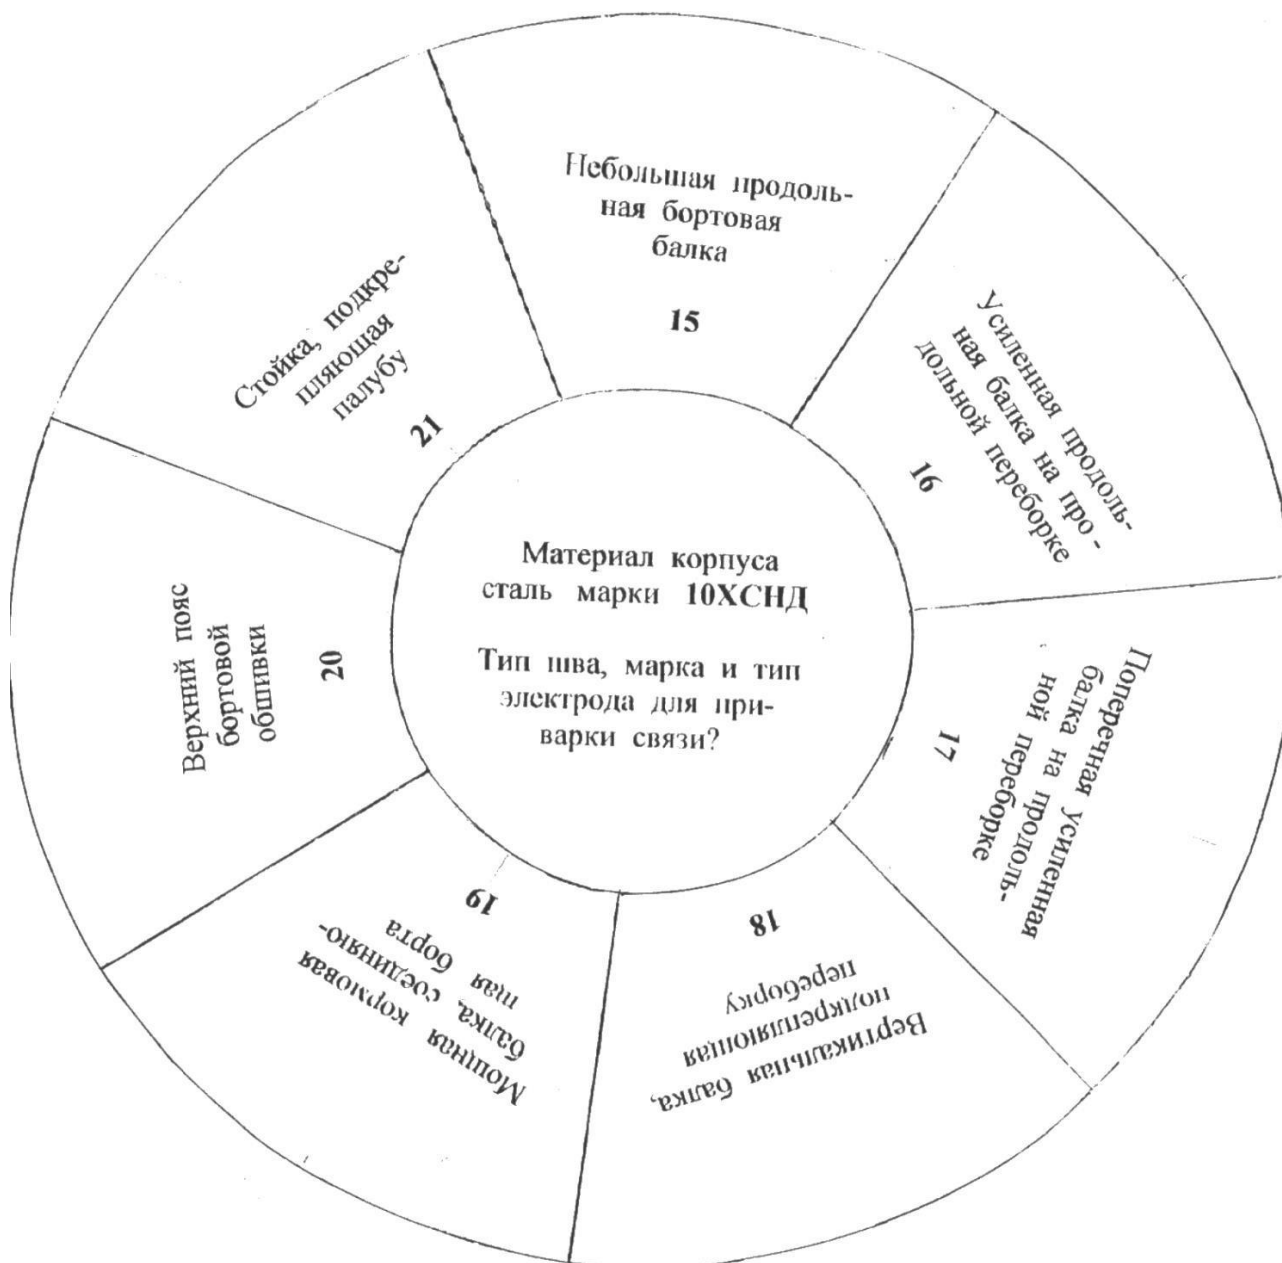 Небольшая продоль-
ная бортовая
балка
15
Усиленная продоль-
ная балка на про-
дольной переборке
16
Поперечная усиленная
балка на продоль-
ной переборке
17
Вертикальная балка,
подкрепляющая
переборку
18
Мощная кормовая
балка, соединяю-
щая борта
19
Верхний пояс
бортовой
обшивки
20
Стойка, подкре-
пляющая
палубу
21
Материал корпуса
сталь марки 10ХСНД
Тип шва, марка и тип
электрода для при-
варки связи?